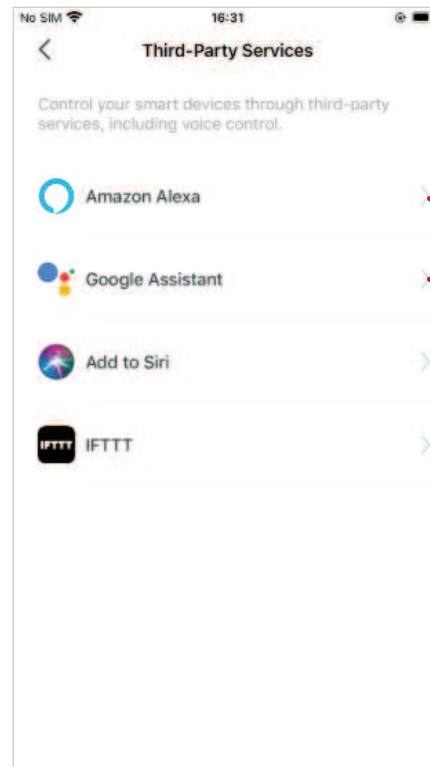 No SIM 16:31
Third-Party Services
Control your smart devices through third-party
services, including voice control.
Amazon Alexa
Google Assistant
Add to Siri
IFTTT IFTTT